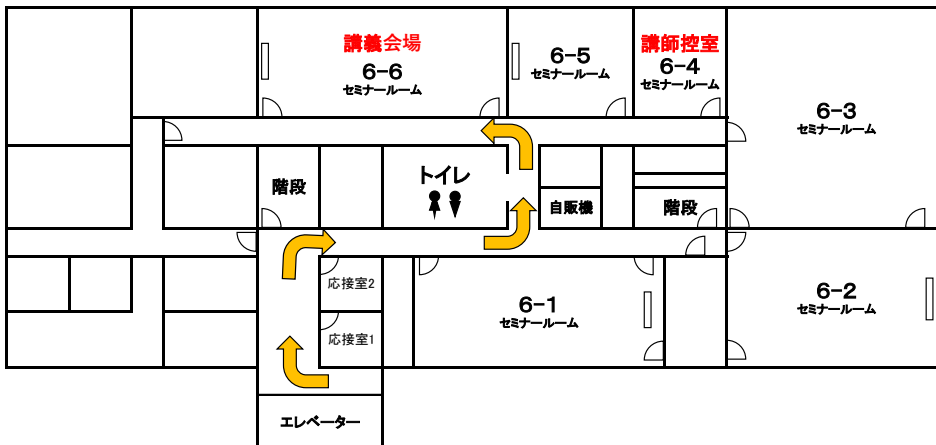 講義会場
6-6
セミナールーム
6-5
セミナールーム
講師控室
6-4
セミナールーム
6-3
セミナールーム
階段
トイレ
自販機
階段
応接室2
応接室1
6-1
セミナールーム
6-2
セミナールーム
エレベーター